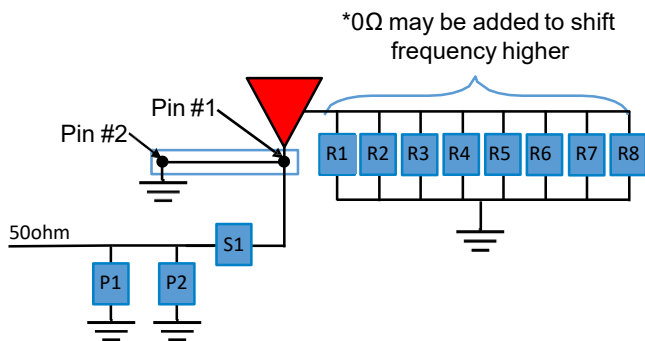 *0Ω may be added to shift
frequency higher
Pin #1
Pin #2
R1 R2 R3 R4 R5 R6 R7 R8
50ohm
S1
P1 P2